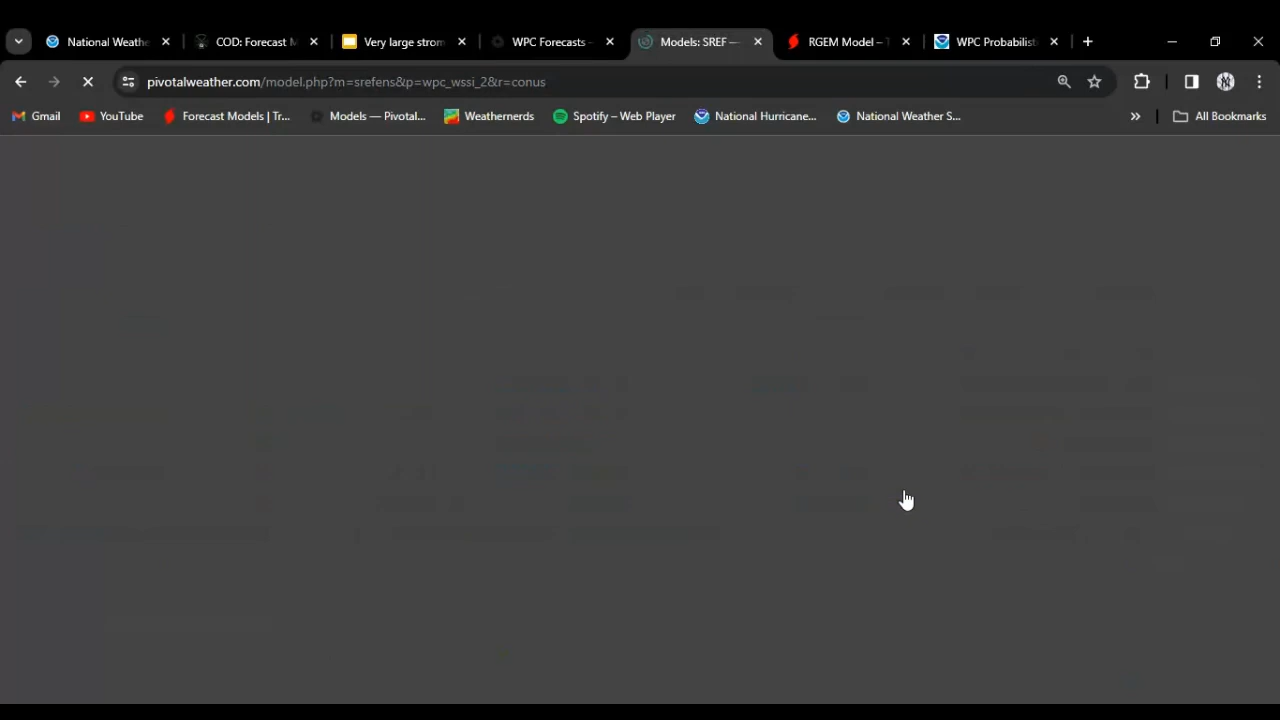 National Weathe
COD: Forecast M
Very large strom
WPC Forecasts -
Models: SREF —
RGEM Model – T
WPC Probabilist
pivotalweather.com/model.php?m=srefens&p=wpc_wssi_2&r=conus
Gmail
YouTube
Forecast Models | Tr...
Models — Pivotal...
Weathernerds
Spotify – Web Player
National Hurricane...
National Weather S...
All Bookmarks